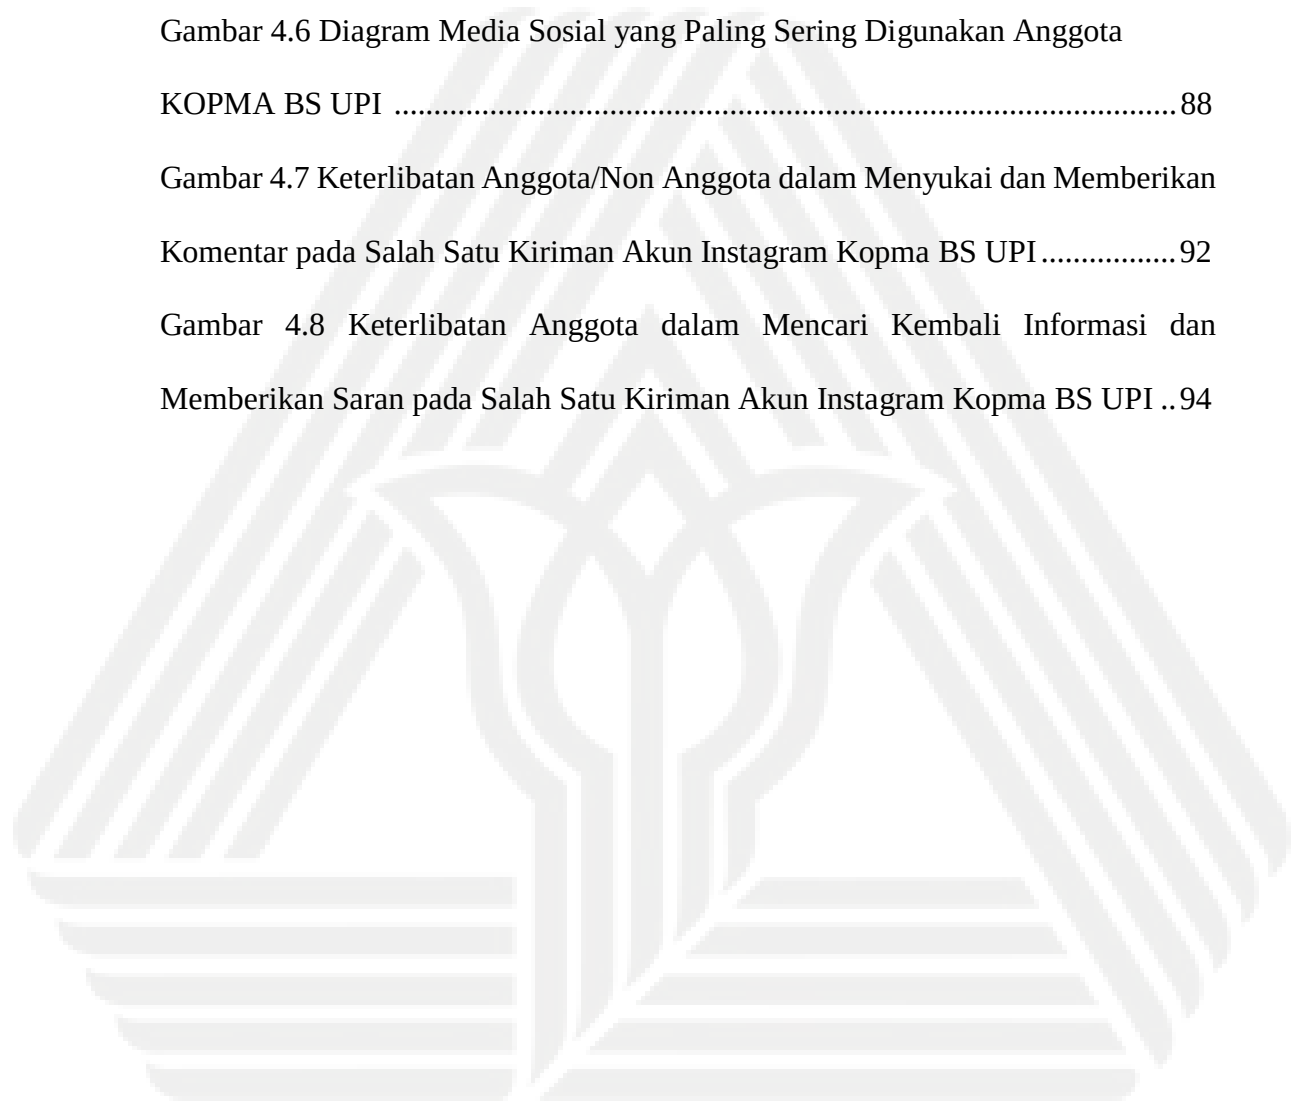 Gambar 4.6 Diagram Media Sosial yang Paling Sering Digunakan Anggota
KOPMA BS UPI .................................................................................................. 88
Gambar 4.7 Keterlibatan Anggota/Non Anggota dalam Menyukai dan Memberikan
Komentar pada Salah Satu Kiriman Akun Instagram Kopma BS UPI ................. 92
Gambar 4.8 Keterlibatan Anggota dalam Mencari Kembali Informasi dan
Memberikan Saran pada Salah Satu Kiriman Akun Instagram Kopma BS UPI .. 94